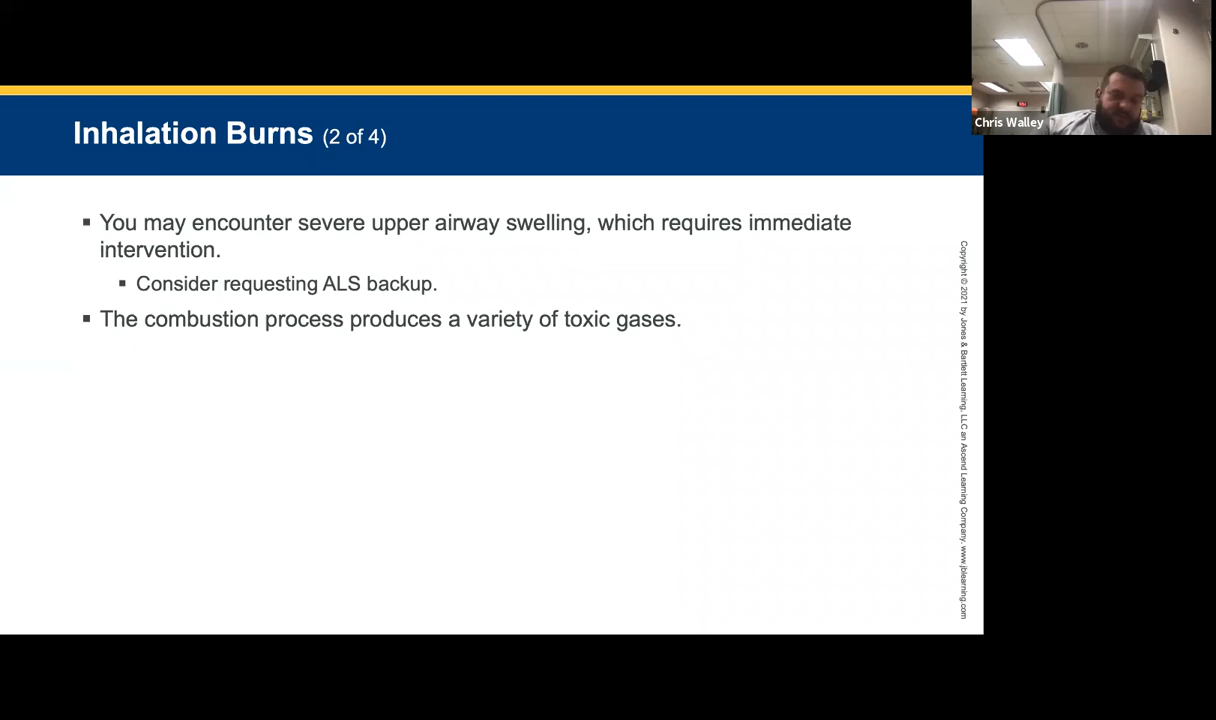 Chris Walley
Inhalation Burns (2 of 4)
▪ You may encounter severe upper airway swelling, which requires immediate
intervention.
▪ Consider requesting ALS backup.
▪ The combustion process produces a variety of toxic gases.
Copyright © 2021 by Jones & Bartlett Learning, LLC an Ascend Learning Company. www.jblearning.com